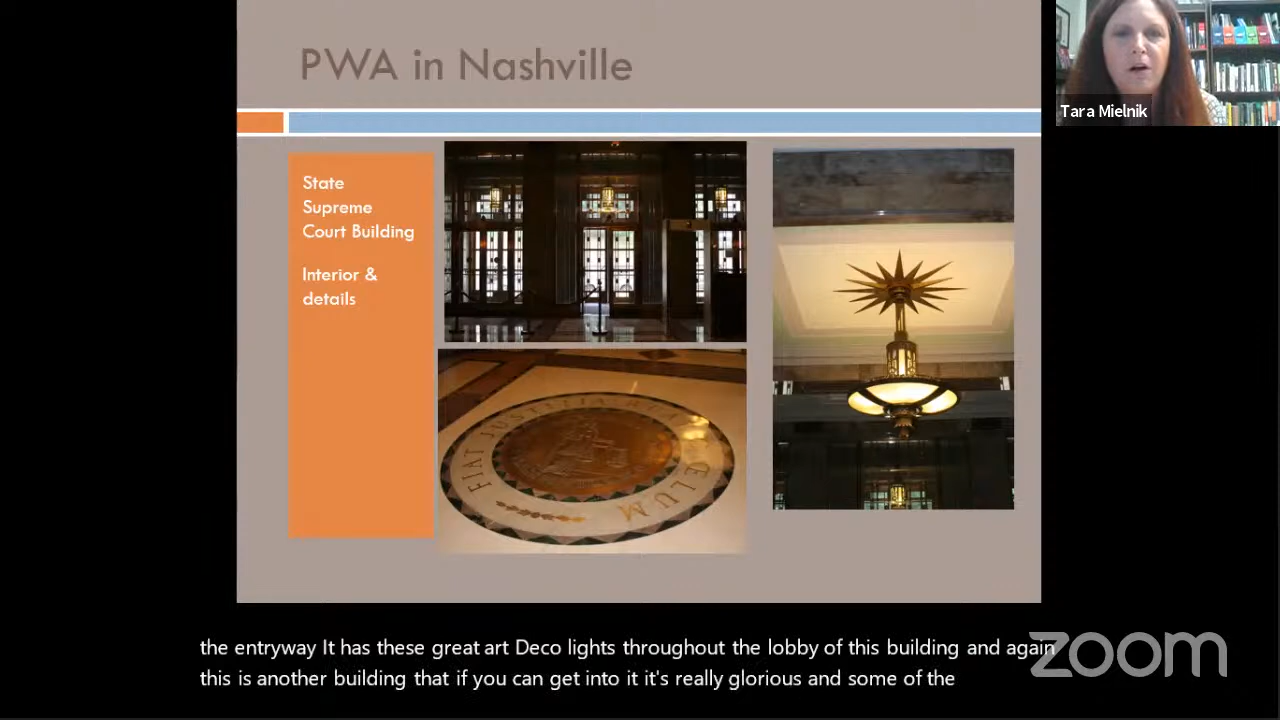 PWA in Nashville
Tara Mielnik
State
Supreme
Court Building
Interior &
details
FIAT JUSTITIA RUAT CŒLUM
the entryway It has these great art Deco lights throughout the lobby of this building and again
this is another building that if you can get into it it's really glorious and some of the
zoom